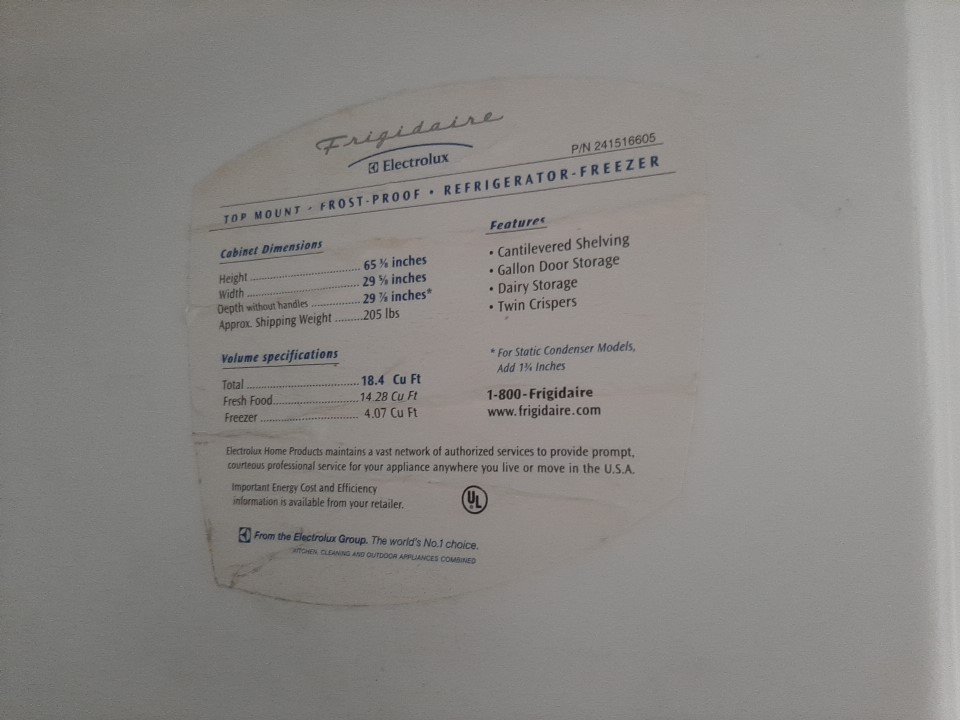 Frigidaire
Electrolux
P/N 241516605
TOP MOUNT • FROST-PROOF • REFRIGERATOR-FREEZER
Cabinet Dimensions
Height 65 3/8 inches
Width 29 5/8 inches
Depth without handles 29 7/8 inches*
Approx. Shipping Weight 205 lbs
Volume specifications
Total 18.4 Cu Ft
Fresh Food 14.28 Cu Ft
Freezer 4.07 Cu Ft
Features
• Cantilevered Shelving
• Gallon Door Storage
• Dairy Storage
• Twin Crispers
* For Static Condenser Models,
Add 1¾ Inches
1-800-Frigidaire
www.frigidaire.com
Electrolux Home Products maintains a vast network of authorized services to provide prompt,
courteous professional service for your appliance anywhere you live or move in the U.S.A.
Important Energy Cost and Efficiency
information is available from your retailer.
UL
From the Electrolux Group. The world's No.1 choice.
KITCHEN, CLEANING AND OUTDOOR APPLIANCES COMBINED